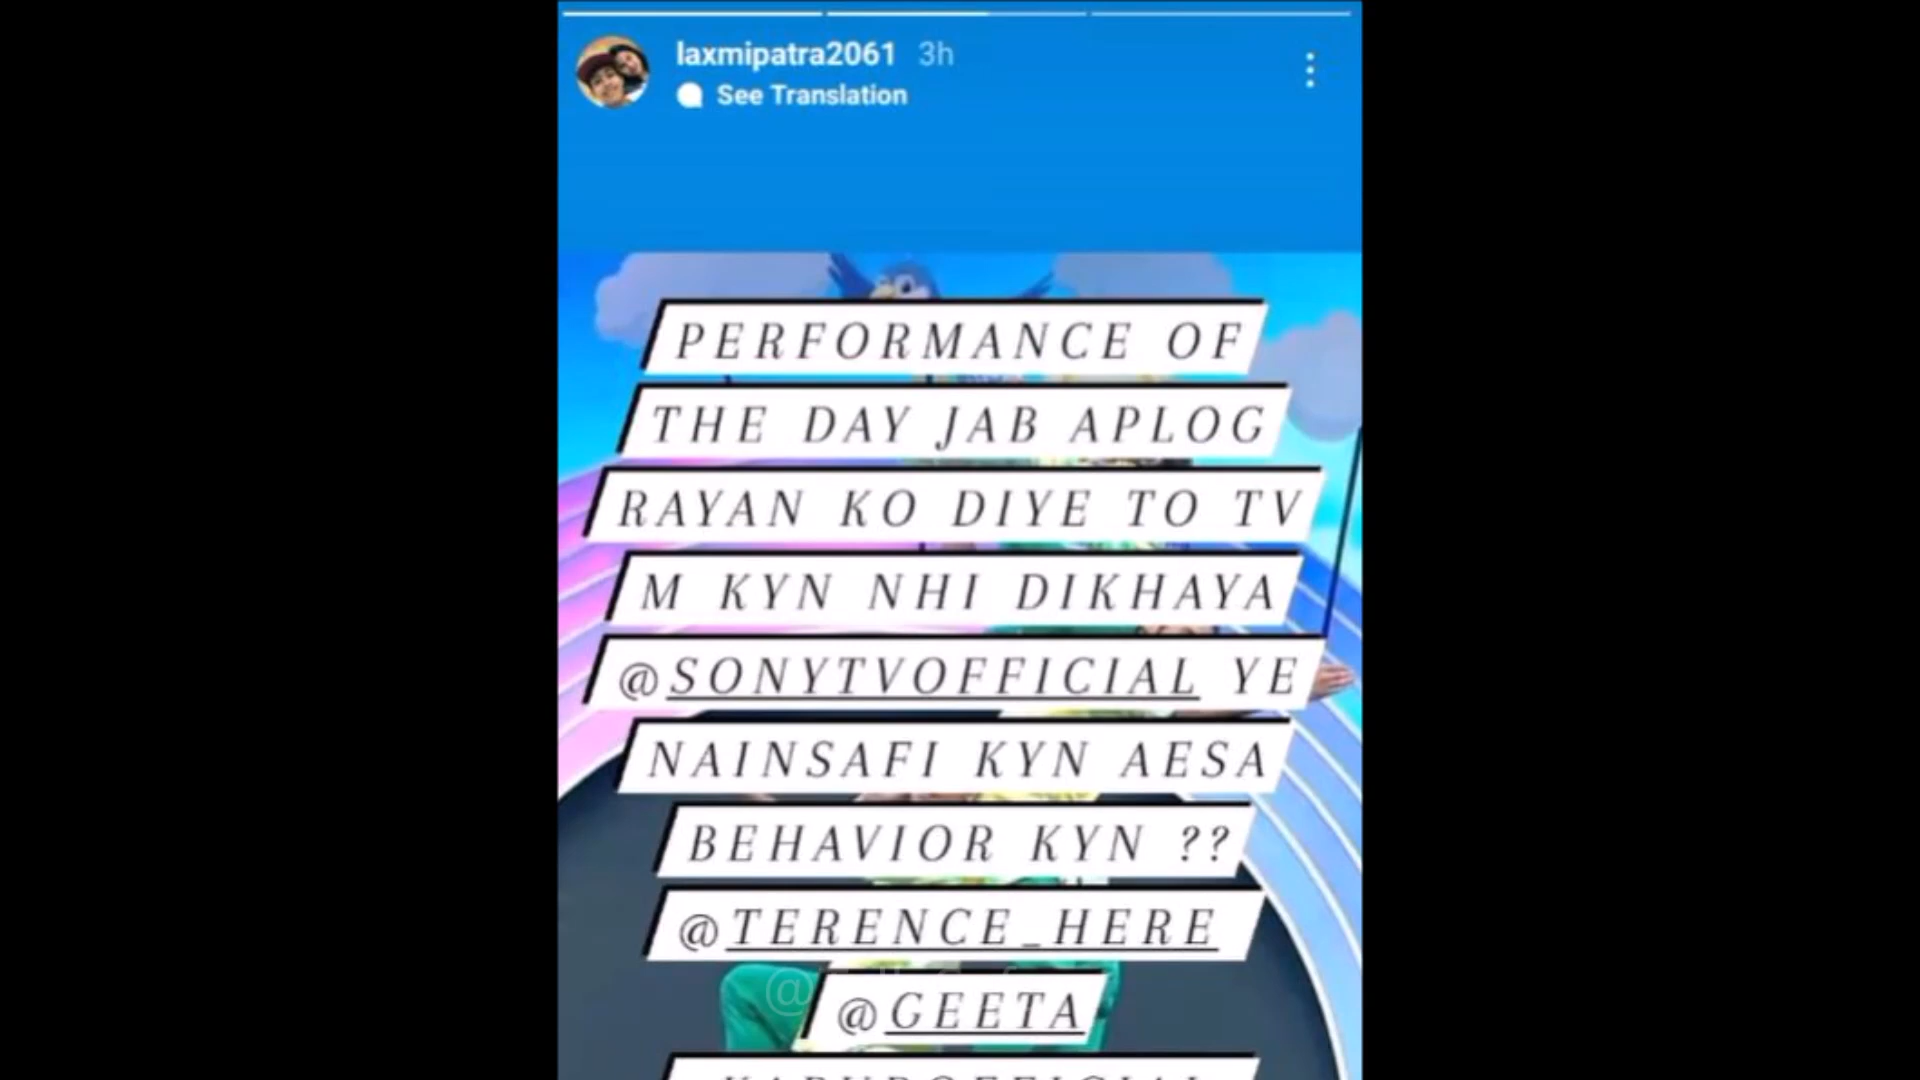 laxmipatra2061 3h
See Translation
PERFORMANCE OF
THE DAY JAB APLOG
RAYAN KO DIYE TO TV
M KYN NHI DIKHAYA
@SONYTVOFFICIAL YE
NAINSAFI KYN AESA
BEHAVIOR KYN ??
@TERENCE_HERE
@GEETA